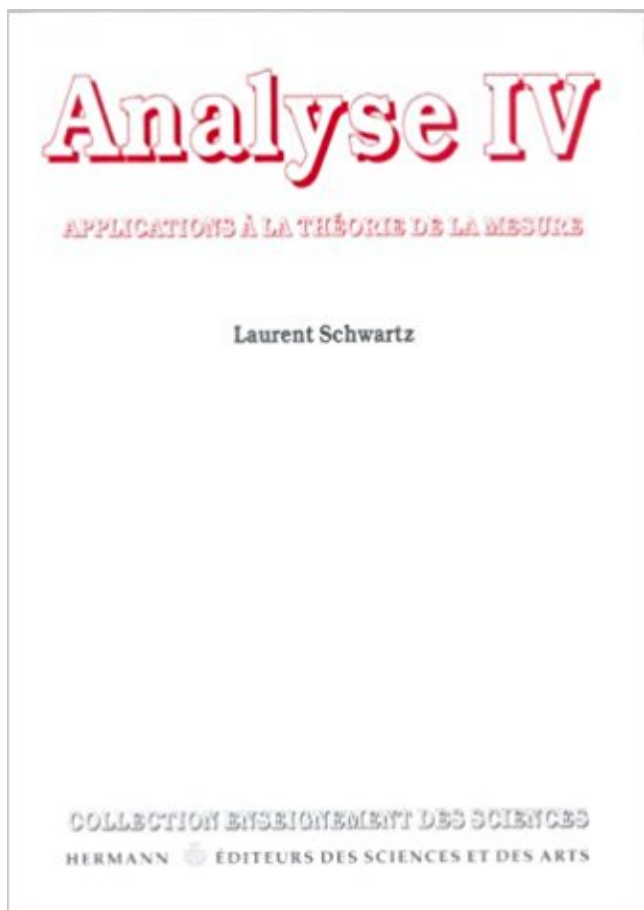 Analyse IV
APPLICATIONS À LA THÉORIE DE LA MESURE
Laurent Schwartz
COLLECTION ENSEIGNEMENT DES SCIENCES
HERMANN ÉDITEURS DES SCIENCES ET DES ARTS